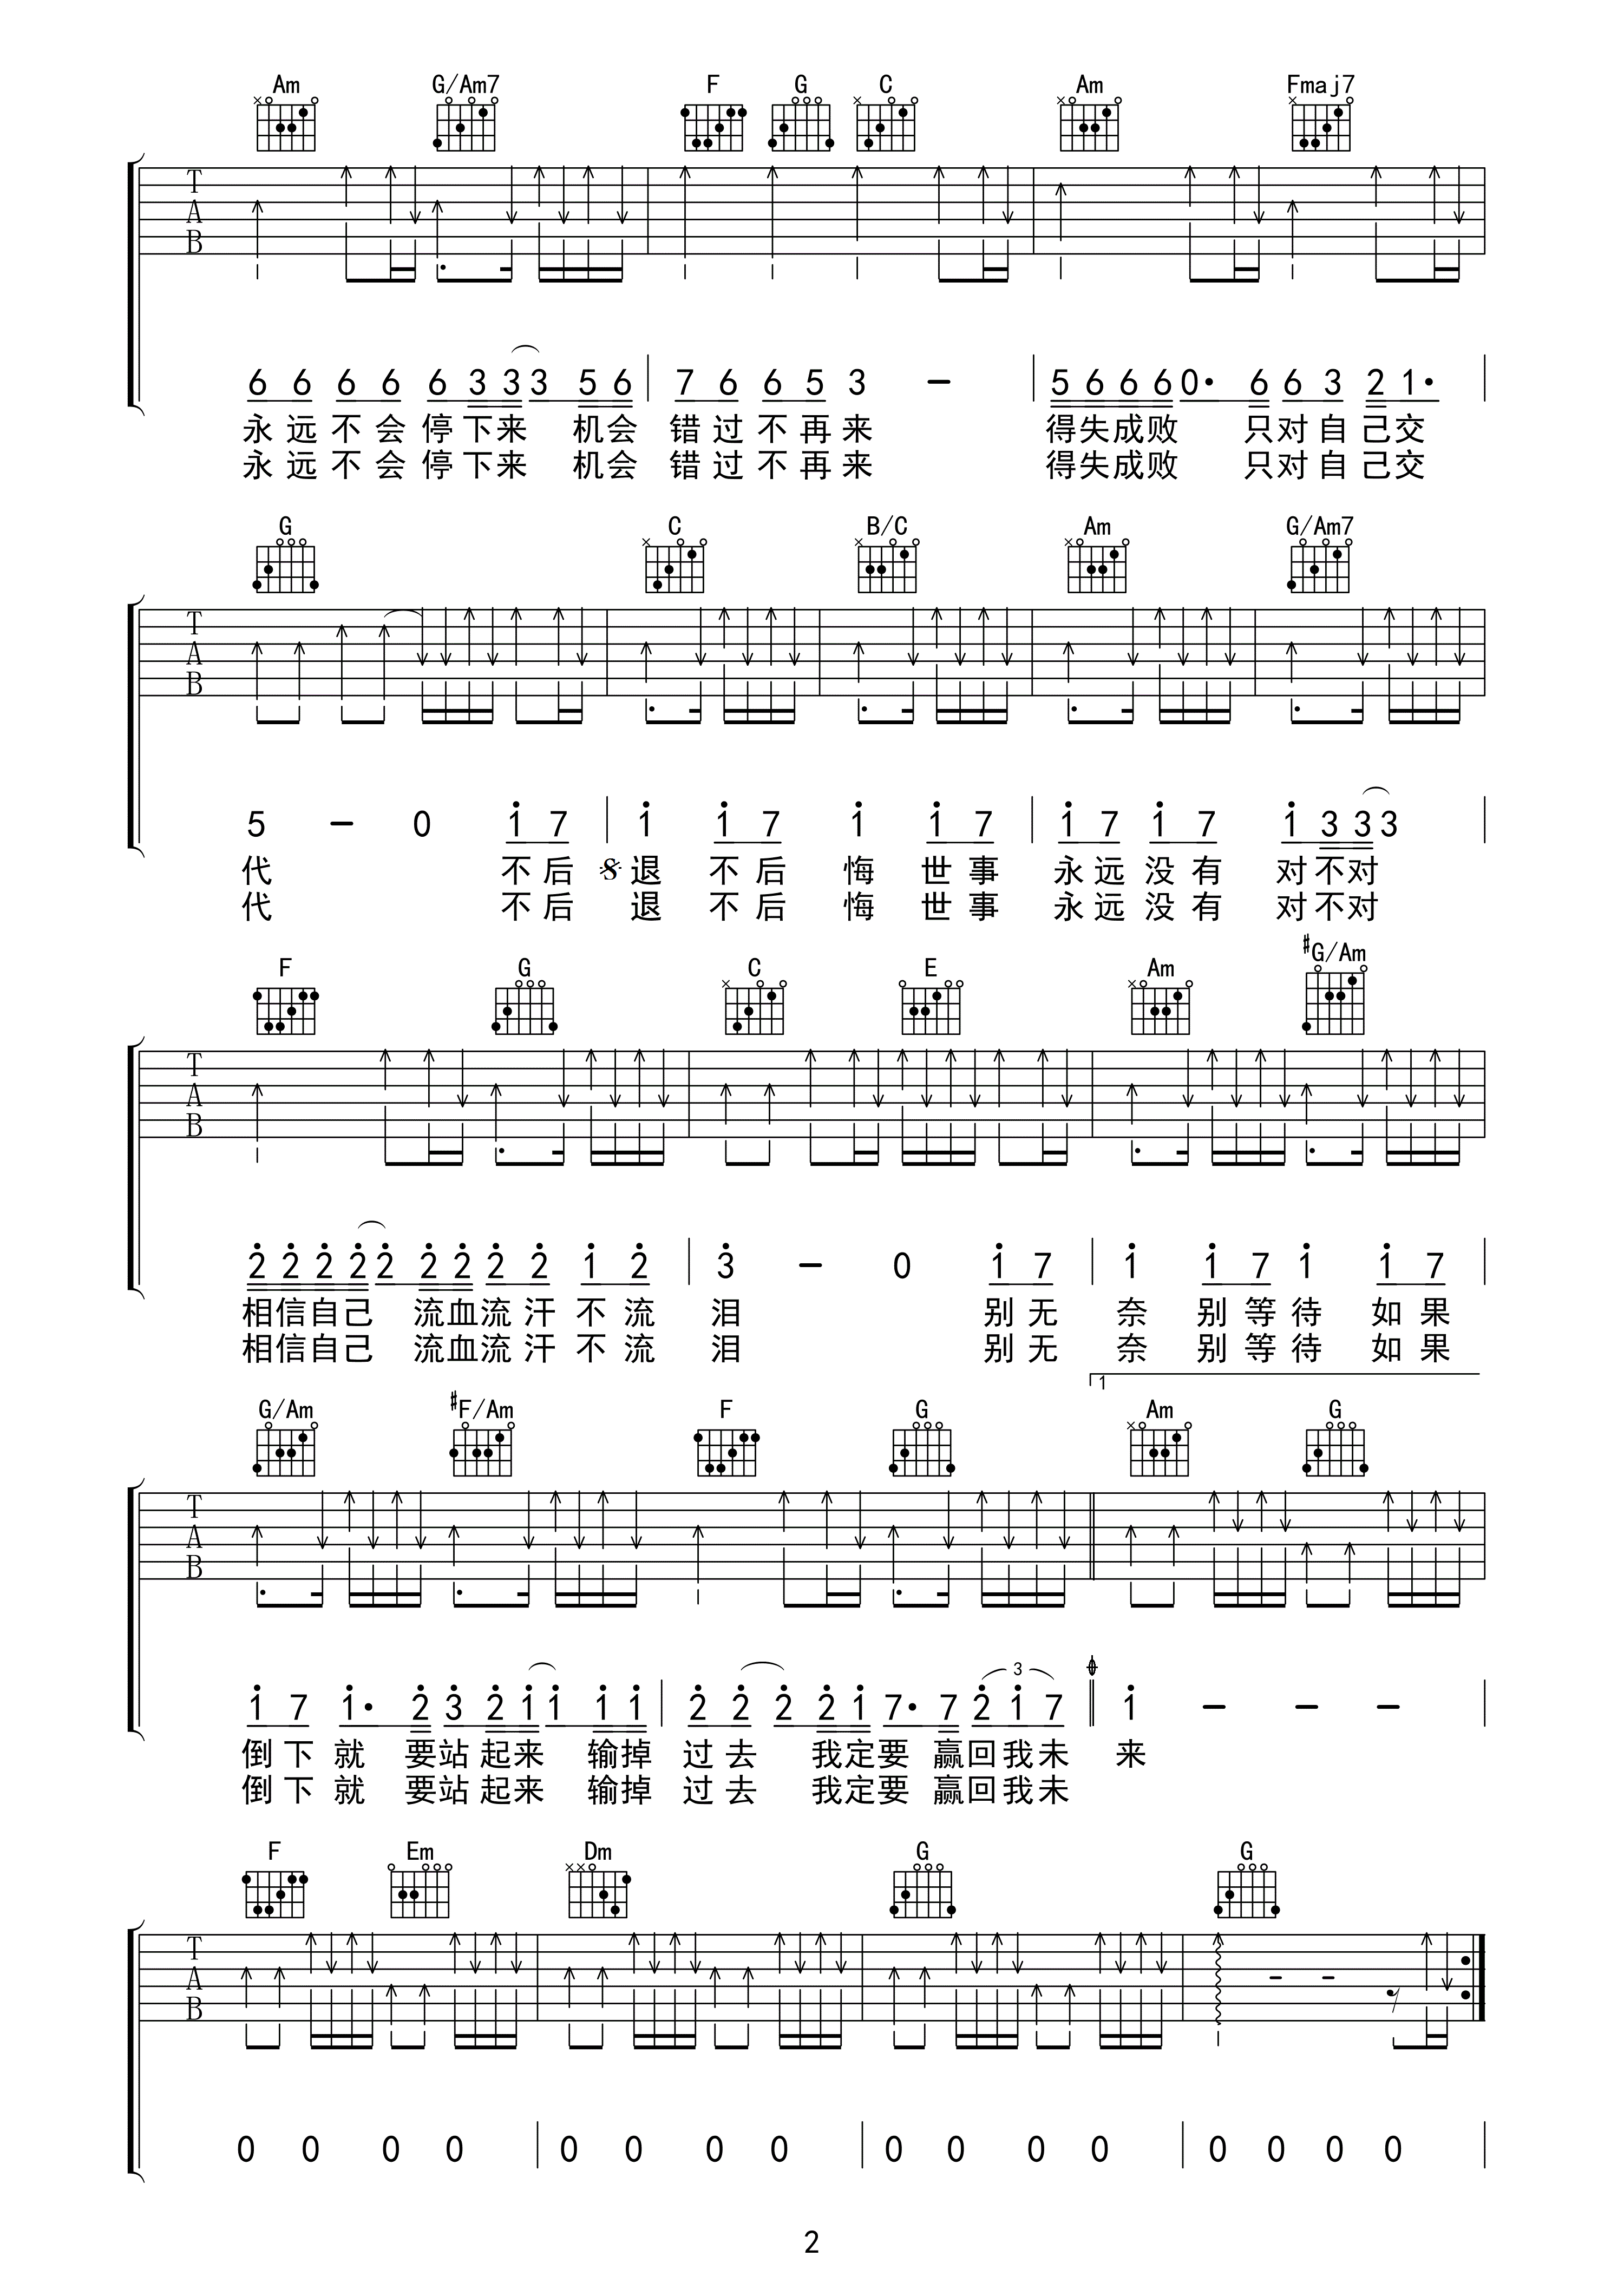 Am G/Am7 F G C Am Fmaj7
T
A
B
6 6 6 6 6 3 3 3 5 6 | 7 6 6 5 3 - | 5 6 6 6 0· 6 6 3 2 1· |
永远不会停下来 机会 错过不再来 得失成败 只对自己交
永远不会停下来 机会 错过不再来 得失成败 只对自己交
G C B/C Am G/Am7
T
A
B
5 - 0 1 7 | 1 1 7 1 1 7 | 1 7 1 7 1 3 3 3 |
代 不后 退 不后 悔 世事 永远没有 对不对
代 不后 退 不后 悔 世事 永远没有 对不对
F G C E Am #G/Am
T
A
B
2 2 2 2 2 2 2 2 2 1 2 | 3 - 0 1 7 | 1 1 7 1 1 7 |
相信自己 流血流汗不流 泪 别无 奈 别等待 如果
相信自己 流血流汗不流 泪 别无 奈 别等待 如果
1
G/Am #F/Am F G Am G
T
A
B
3
1 7 1· 2 3 2 1 1 1 1 | 2 2 2 2 1 7· 7 2 1 7 || 1 - - - |
倒下就 要站起来 输掉 过去 我定要 赢回我未 来
倒下就 要站起来 输掉 过去 我定要 赢回我未
F Em Dm G G
T
A
B
0 0 0 0 | 0 0 0 0 | 0 0 0 0 | 0 0 0 0 |
2